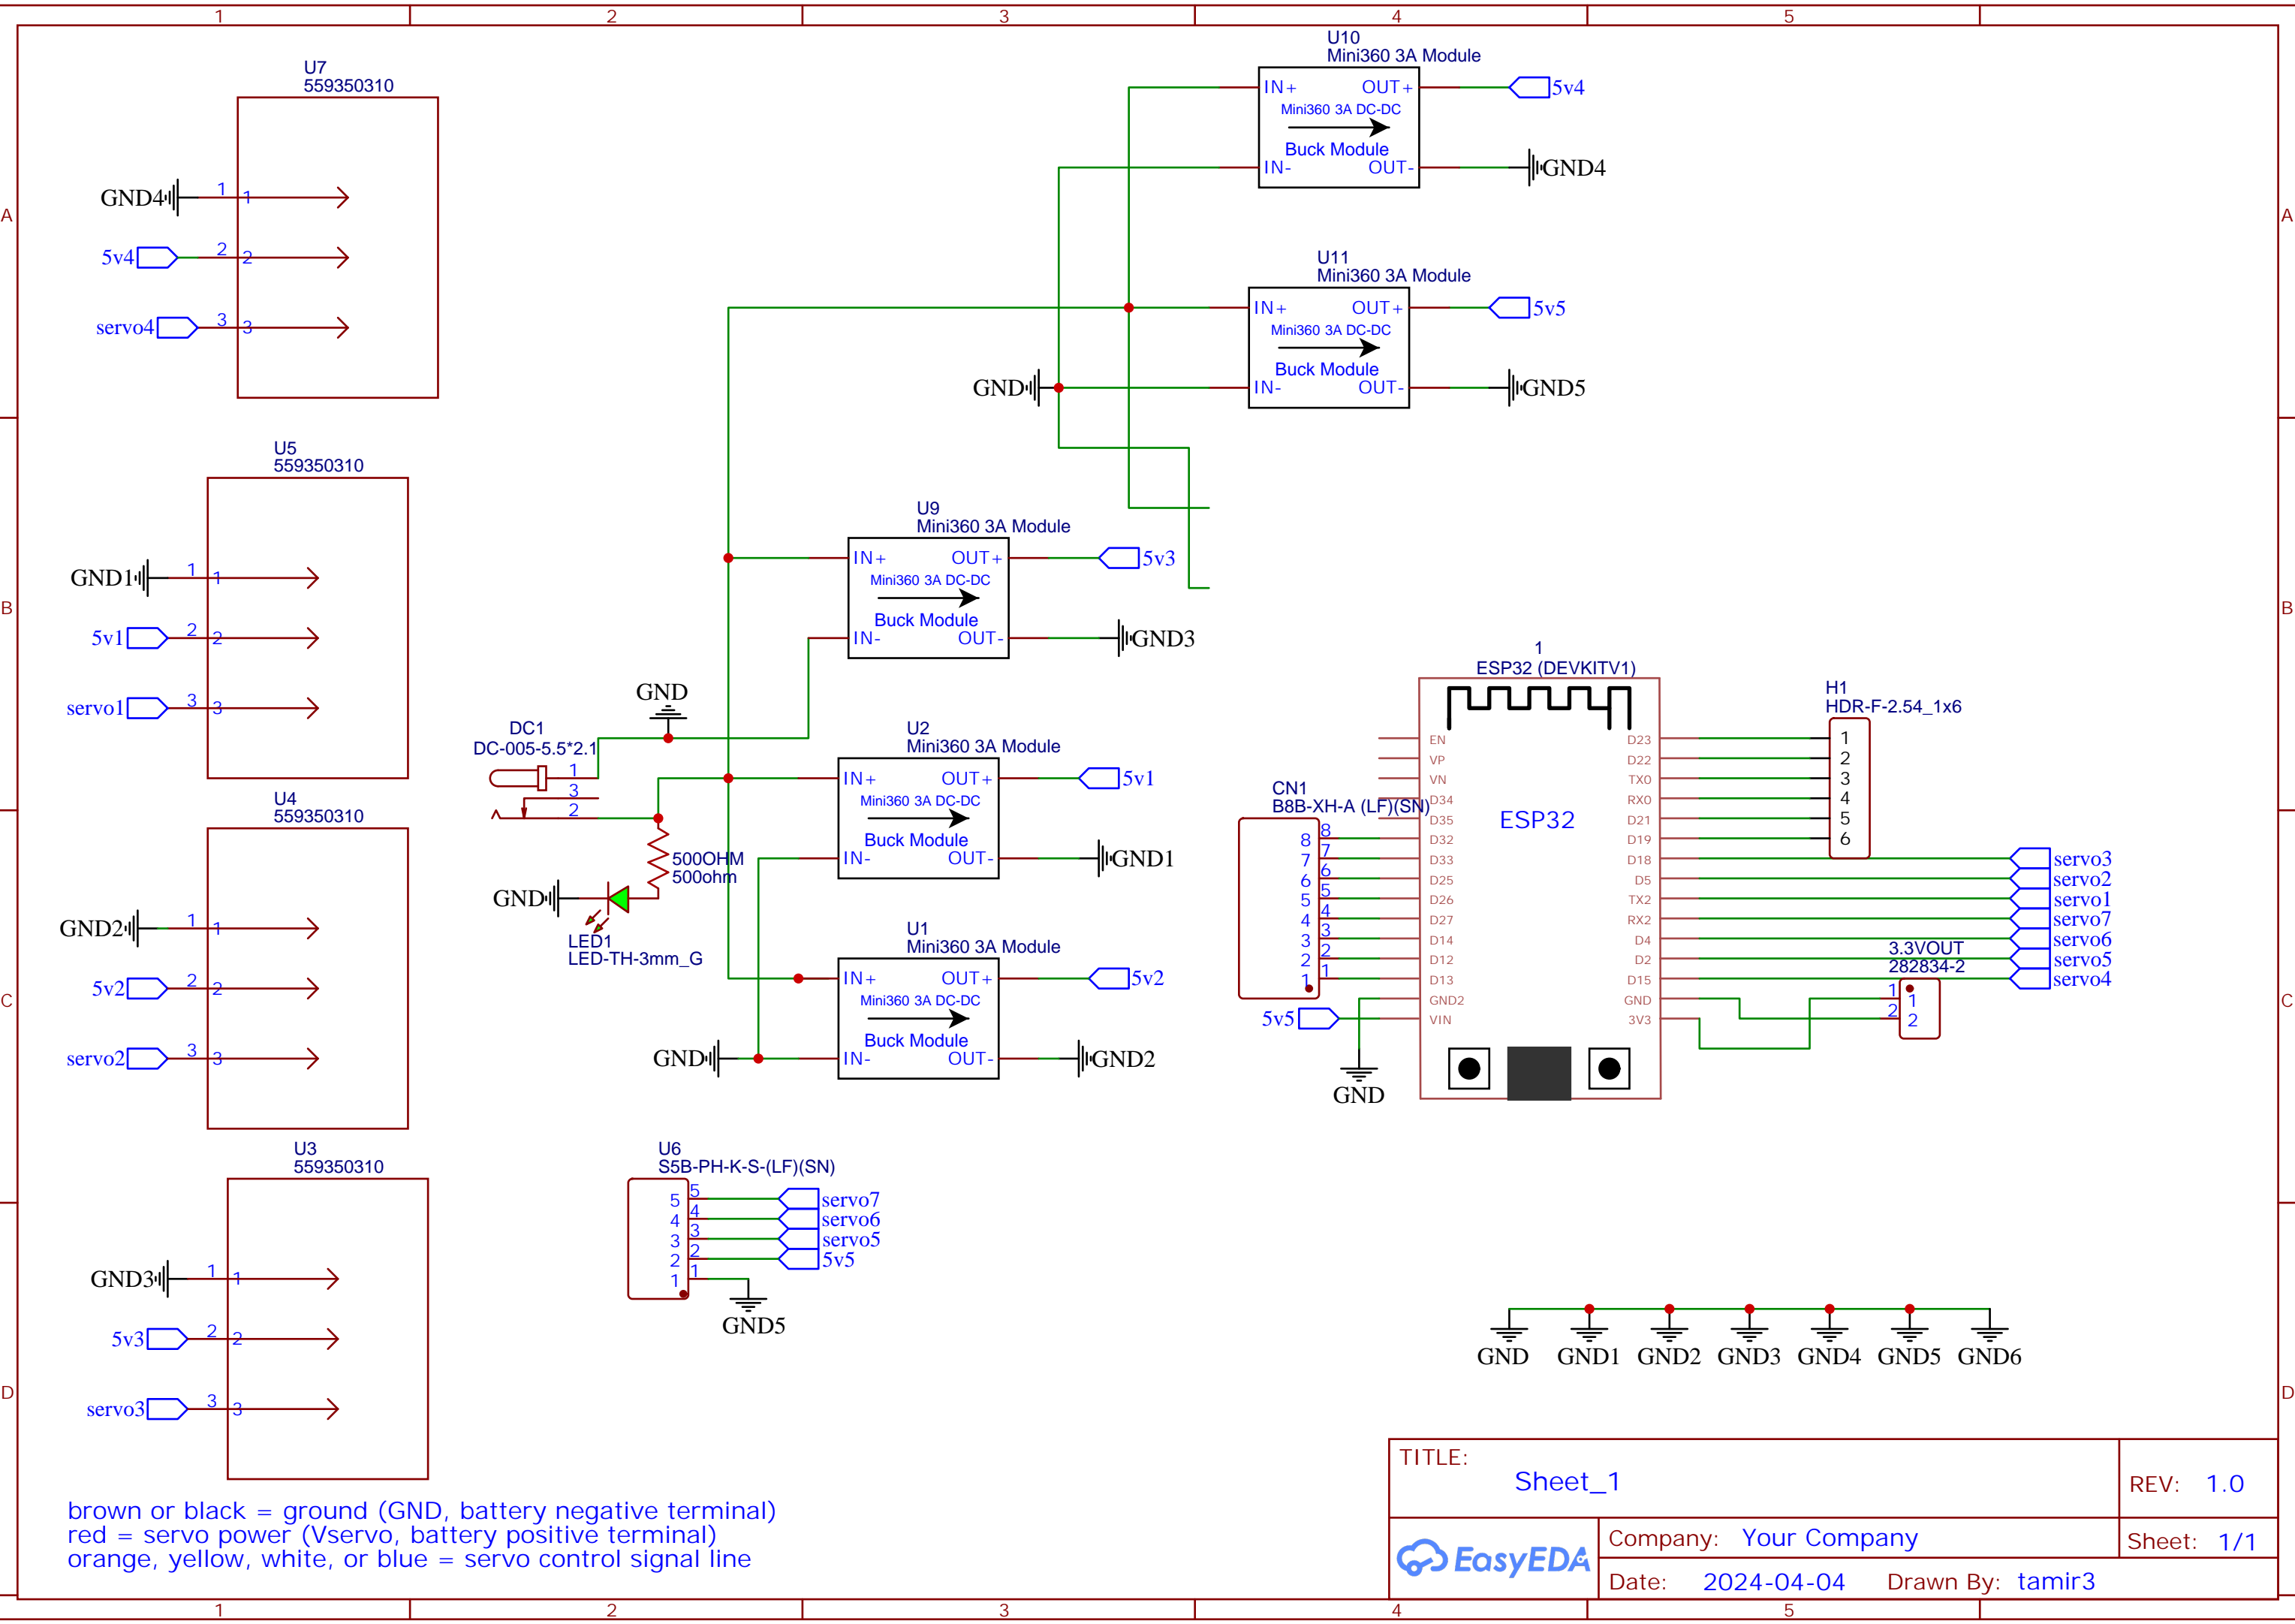 1 2 3 4 5
A
B
C
D
A
B
C
D
U7
559350310
GND4 1 1
5v4 2 2
servo4 3 3
U5
559350310
GND1 1 1
5v1 2 2
servo1 3 3
U4
559350310
GND2 1 1
5v2 2 2
servo2 3 3
U3
559350310
GND3 1 1
5v3 2 2
servo3 3 3
U10
Mini360 3A Module
IN+ OUT+ 5v4
Mini360 3A DC-DC
Buck Module
IN- OUT- GND4
U11
Mini360 3A Module
IN+ OUT+ 5v5
Mini360 3A DC-DC
Buck Module
GND IN- OUT- GND5
U9
Mini360 3A Module
IN+ OUT+ 5v3
Mini360 3A DC-DC
Buck Module
IN- OUT- GND3
GND
DC1
DC-005-5.5*2.1
1
3
2
500OHM
500ohm
GND
LED1
LED-TH-3mm_G
U2
Mini360 3A Module
IN+ OUT+ 5v1
Mini360 3A DC-DC
Buck Module
IN- OUT- GND1
U1
Mini360 3A Module
IN+ OUT+ 5v2
Mini360 3A DC-DC
Buck Module
GND IN- OUT- GND2
U6
S5B-PH-K-S-(LF)(SN)
5 5 servo7
4 4 servo6
3 3 servo5
2 2 5v5
1 1
GND5
1
ESP32 (DEVKITV1)
ESP32
EN
VP
VN
D34
D35
D32
D33
D25
D26
D27
D14
D12
D13
GND2
VIN
D23
D22
TX0
RX0
D21
D19
D18
D5
TX2
RX2
D4
D2
D15
GND
3V3
CN1
B8B-XH-A (LF)(SN)
8 8
7 7
6 6
5 5
4 4
3 3
2 2
1 1
5v5
GND
H1
HDR-F-2.54_1x6
1
2
3
4
5
6
servo3
servo2
servo1
servo7
servo6
servo5
servo4
3.3VOUT
282834-2
1 1
2 2
GND GND1 GND2 GND3 GND4 GND5 GND6
brown or black = ground (GND, battery negative terminal)
red = servo power (Vservo, battery positive terminal)
orange, yellow, white, or blue = servo control signal line
TITLE:
Sheet_1
REV: 1.0
EasyEDA
Company: Your Company
Sheet: 1/1
Date: 2024-04-04 Drawn By: tamir3
1 2 3 4 5